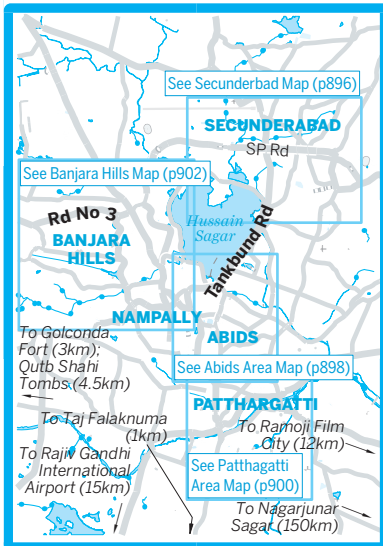 See Secunderbad Map (p896)
SECUNDERABAD
SP Rd
See Banjara Hills Map (p902)
Rd No 3
Hussain
Sagar
Tankbund Rd
BANJARA
HILLS
NAMPALLY
ABIDS
To Golconda
Fort (3km);
Qutb Shahi
Tombs (4.5km)
See Abids Area Map (p898)
PATTHARGATTI
To Taj Falaknuma
(1km)
To Ramoji Film
City (12km)
To Rajiv Gandhi
International
Airport (15km)
See Patthagatti
Area Map (p900)
To Nagarjunar
Sagar (150km)